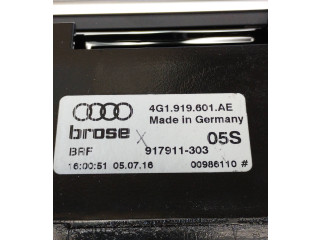 4G1.919.601.AE
Made in Germany
brose X 05S
BRF 917911-303
16:00:51 05.07.16 00986110 #